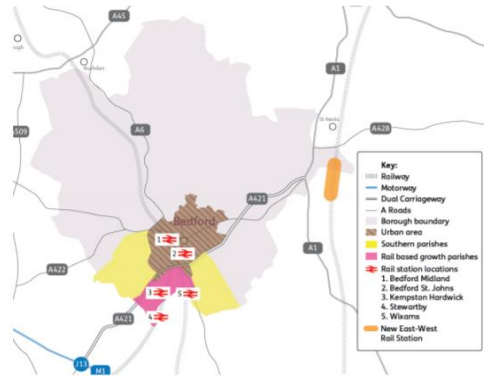 A45
Rushden
A1
A6
St Neots
A509
A428
A421
Bedford
1
2
A1
A422
3
5
4
A421
J13
M1
Key:
Railway
Motorway
Dual Carriageway
A Roads
Borough boundary
Urban area
Southern parishes
Rail based growth parishes
Rail station locations
1. Bedford Midland
2. Bedford St. Johns
3. Kempston Hardwick
4. Stewartby
5. Wixams
New East-West
Rail Station